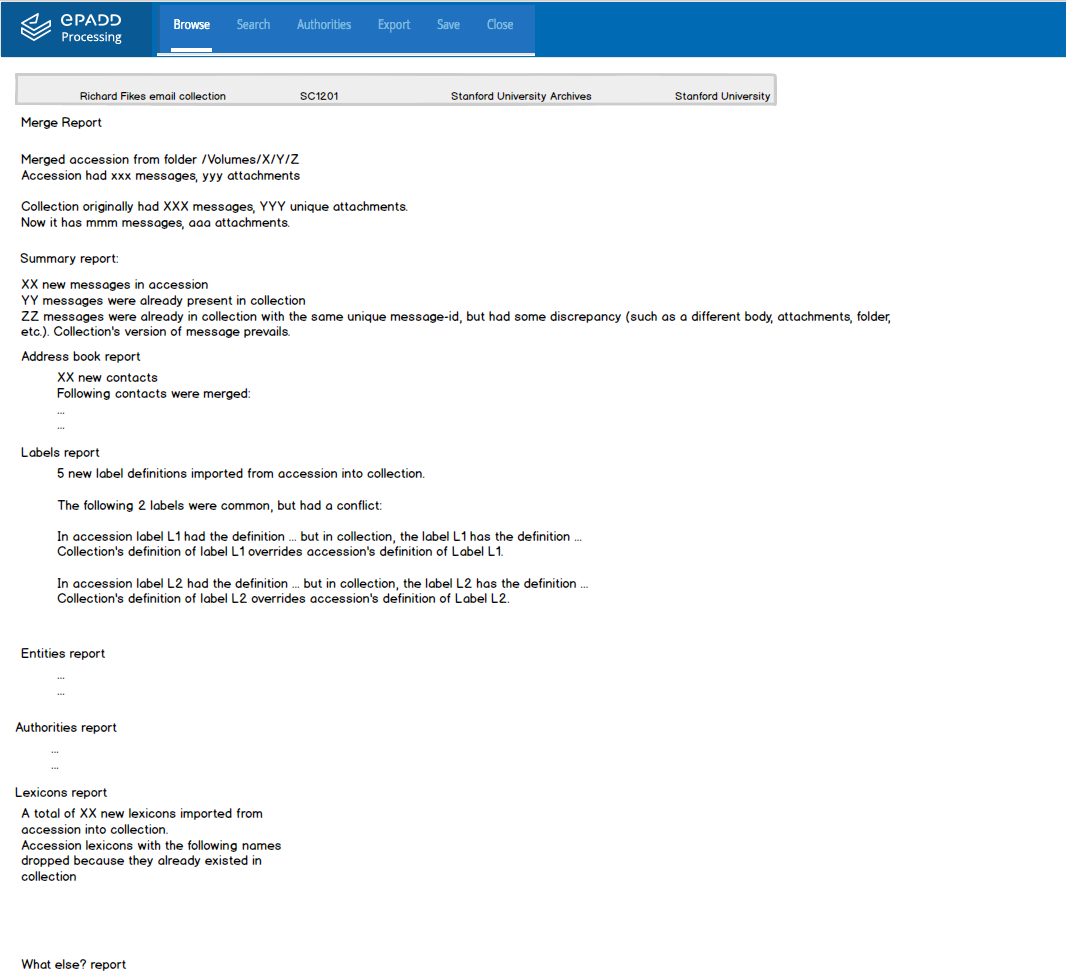 ePADD
Processing
Browse Search Authorities Export Save Close
Richard Fikes email collection SC1201 Stanford University Archives Stanford University
Merge Report
Merged accession from folder /Volumes/X/Y/Z
Accession had xxx messages, yyy attachments
Collection originally had XXX messages, YYY unique attachments.
Now it has mmm messages, aaa attachments.
Summary report:
XX new messages in accession
YY messages were already present in collection
ZZ messages were already in collection with the same unique message-id, but had some discrepancy (such as a different body, attachments, folder,
etc.). Collection's version of message prevails.
Address book report
XX new contacts
Following contacts were merged:
...
...
Labels report
5 new label definitions imported from accession into collection.
The following 2 labels were common, but had a conflict:
In accession label L1 had the definition ... but in collection, the label L1 has the definition ...
Collection's definition of label L1 overrides accession's definition of Label L1.
In accession label L2 had the definition ... but in collection, the label L2 has the definition ...
Collection's definition of label L2 overrides accession's definition of Label L2.
Entities report
...
...
Authorities report
...
...
Lexicons report
A total of XX new lexicons imported from
accession into collection.
Accession lexicons with the following names
dropped because they already existed in
collection
What else? report